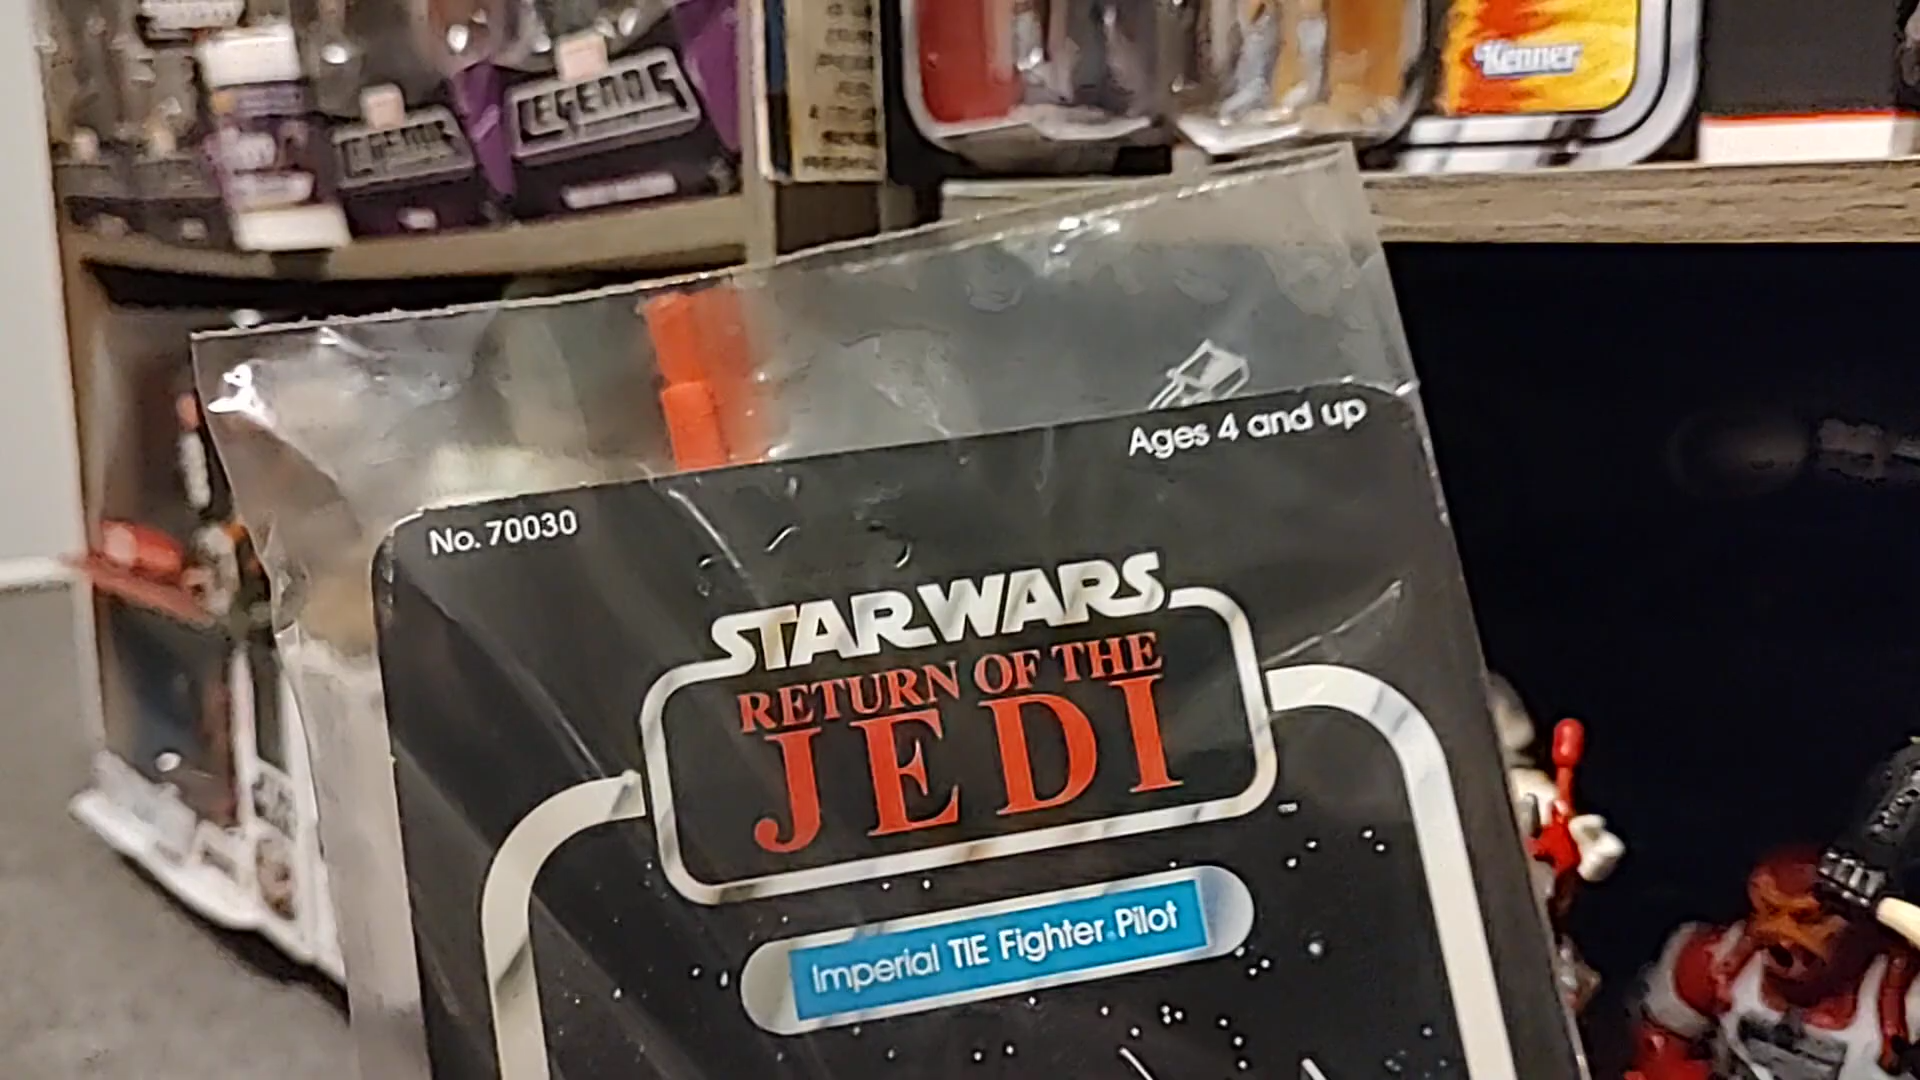 LEGENDS
LEGENDS
Kenner
Ages 4 and up
No. 70030
STAR WARS
RETURN OF THE
JEDI
Imperial TIE Fighter Pilot